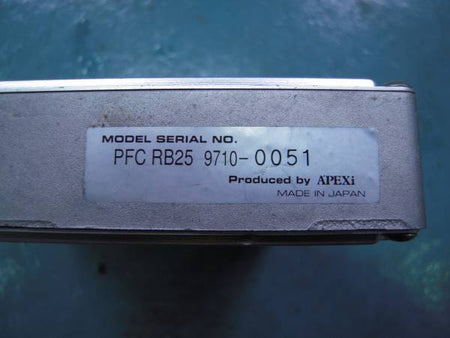 MODEL SERIAL NO.
PFC RB25 9710-0051
Produced by APEXi
MADE IN JAPAN